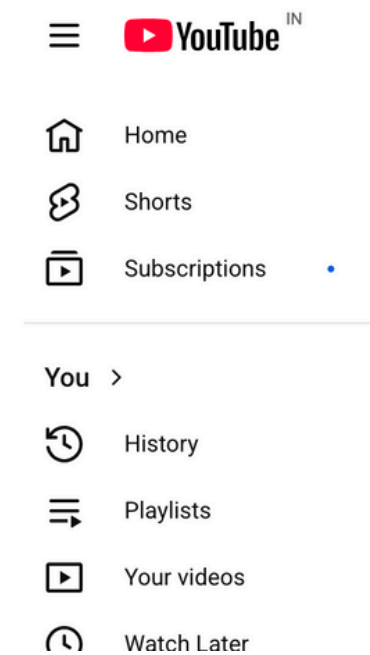 YouTube IN
Home
Shorts
Subscriptions
You
History
Playlists
Your videos
Watch Later